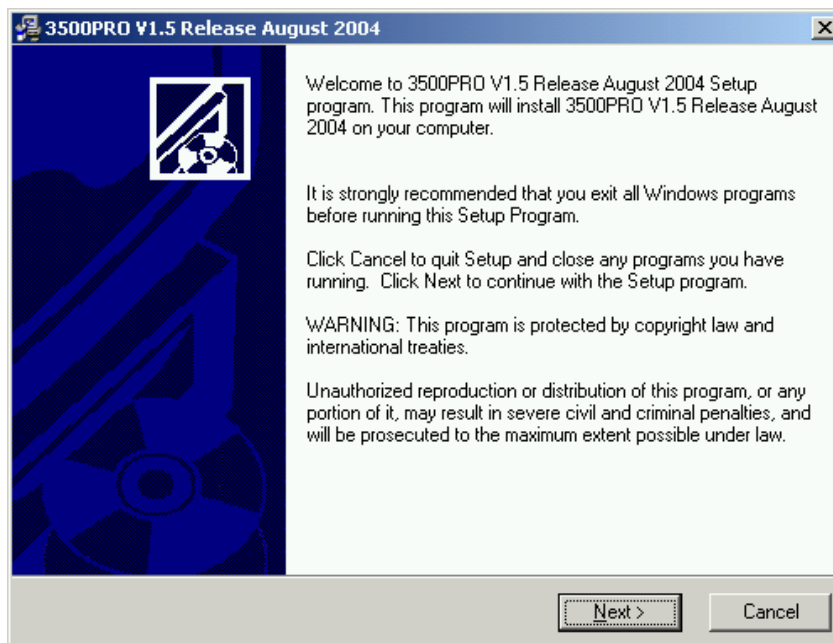 3500PRO V1.5 Release August 2004
Welcome to 3500PRO V1.5 Release August 2004 Setup
program. This program will install 3500PRO V1.5 Release August
2004 on your computer.
It is strongly recommended that you exit all Windows programs
before running this Setup Program.
Click Cancel to quit Setup and close any programs you have
running.  Click Next to continue with the Setup program.
WARNING: This program is protected by copyright law and
international treaties.
Unauthorized reproduction or distribution of this program, or any
portion of it, may result in severe civil and criminal penalties, and
will be prosecuted to the maximum extent possible under law.
Next >
Cancel